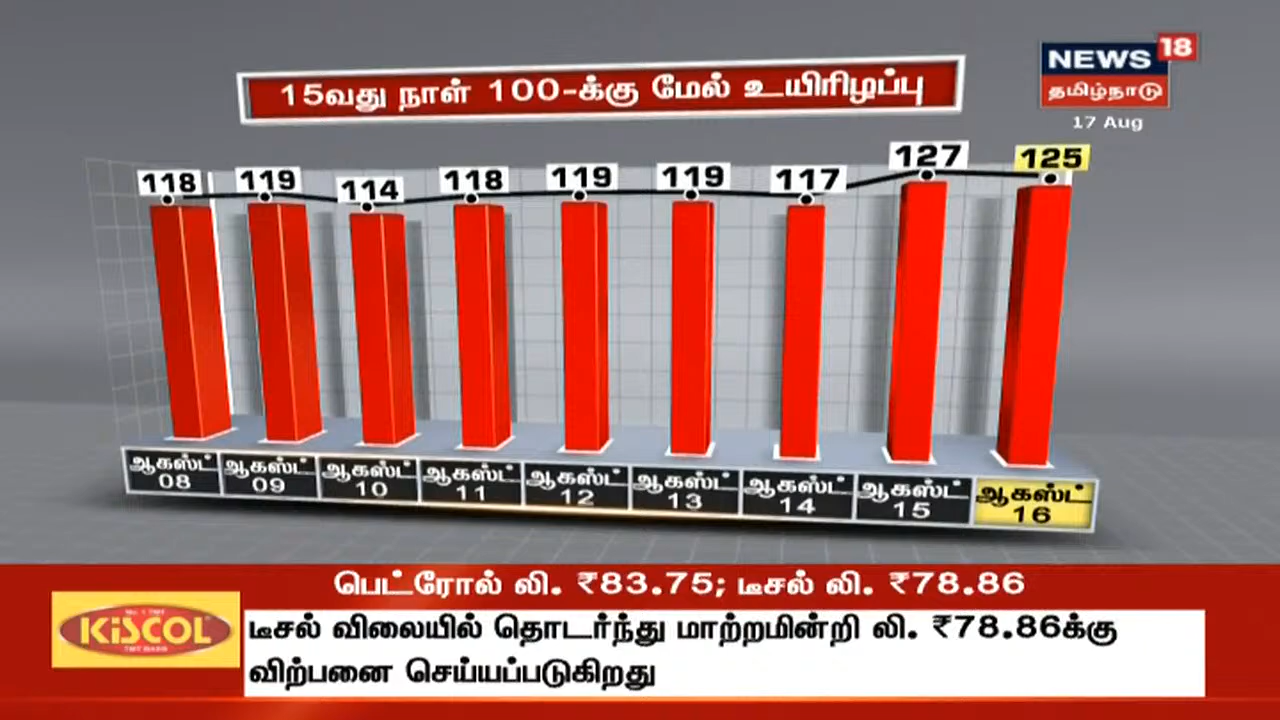 15வது நாள் 100-க்கு மேல் உயிரிழப்பு
NEWS 18
தமிழ்நாடு
17 Aug
118 119 114 118 119 119 117 127 125
ஆகஸ்ட் 08
ஆகஸ்ட் 09
ஆகஸ்ட் 10
ஆகஸ்ட் 11
ஆகஸ்ட் 12
ஆகஸ்ட் 13
ஆகஸ்ட் 14
ஆகஸ்ட் 15
ஆகஸ்ட் 16
பெட்ரோல் லி. ₹83.75; டீசல் லி. ₹78.86
KiSCOL
TMT BARS
டீசல் விலையில் தொடர்ந்து மாற்றமின்றி லி. ₹78.86க்கு
விற்பனை செய்யப்படுகிறது